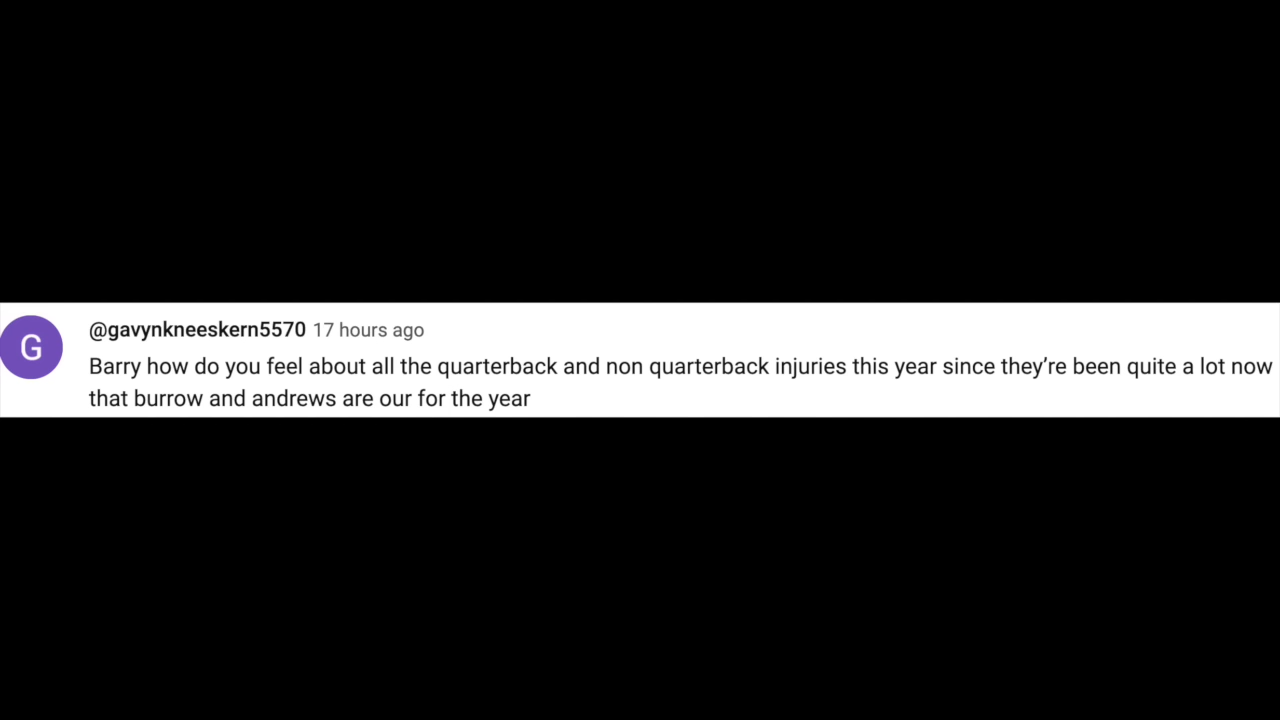 G
@gavynkneeskern5570 17 hours ago
Barry how do you feel about all the quarterback and non quarterback injuries this year since they’re been quite a lot now
that burrow and andrews are our for the year